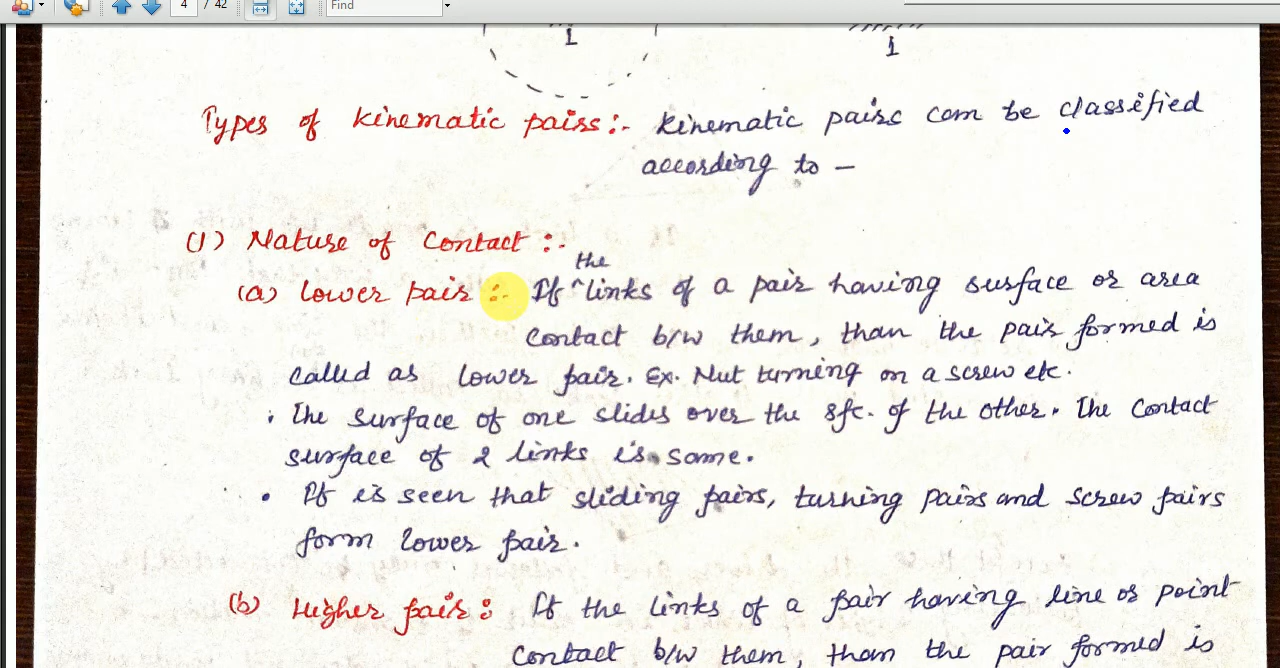 4 / 42 Find
1 1
Types of kinematic pairs :- kinematic pairs can be classified
according to —
(1) Nature of Contact :-
the
(a) Lower pair :- If ^ links of a pair having surface or area
Contact b/w them, than the pair formed is
called as lower pair. Ex. Nut turning on a screw etc.
• The surface of one slides over the sfc. of the other. The Contact
surface of 2 links is same.
• It is seen that sliding pairs, turning pairs and screw pairs
form lower pair.
(b) Higher pair : If the links of a pair having line or point
Contact b/w them, than the pair formed is